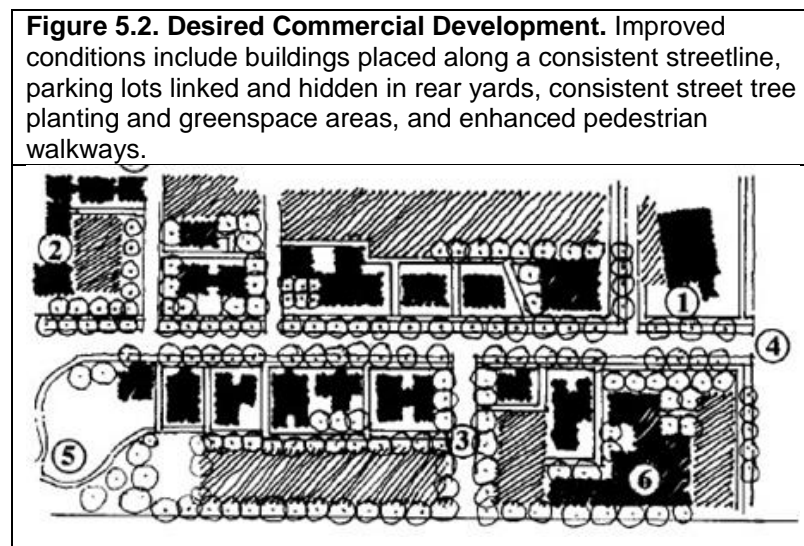 Figure 5.2. Desired Commercial Development. Improved
conditions include buildings placed along a consistent streetline,
parking lots linked and hidden in rear yards, consistent street tree
planting and greenspace areas, and enhanced pedestrian
walkways.
2
1
4
3
5
6